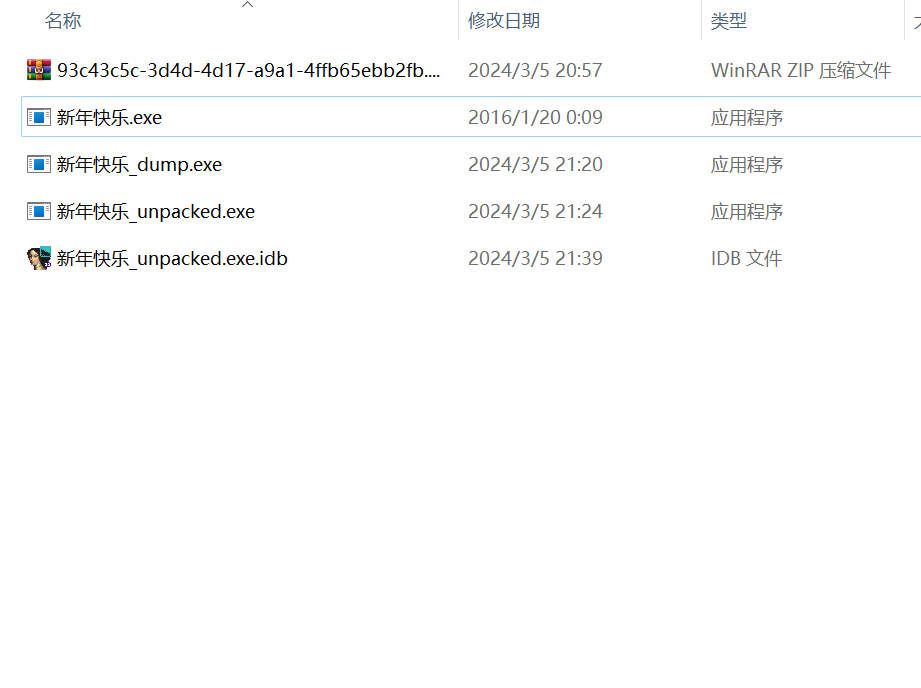 名称 修改日期 类型
93c43c5c-3d4d-4d17-a9a1-4ffb65ebb2fb.... 2024/3/5 20:57 WinRAR ZIP 压缩文件
新年快乐.exe 2016/1/20 0:09 应用程序
新年快乐_dump.exe 2024/3/5 21:20 应用程序
新年快乐_unpacked.exe 2024/3/5 21:24 应用程序
新年快乐_unpacked.exe.idb 2024/3/5 21:39 IDB 文件